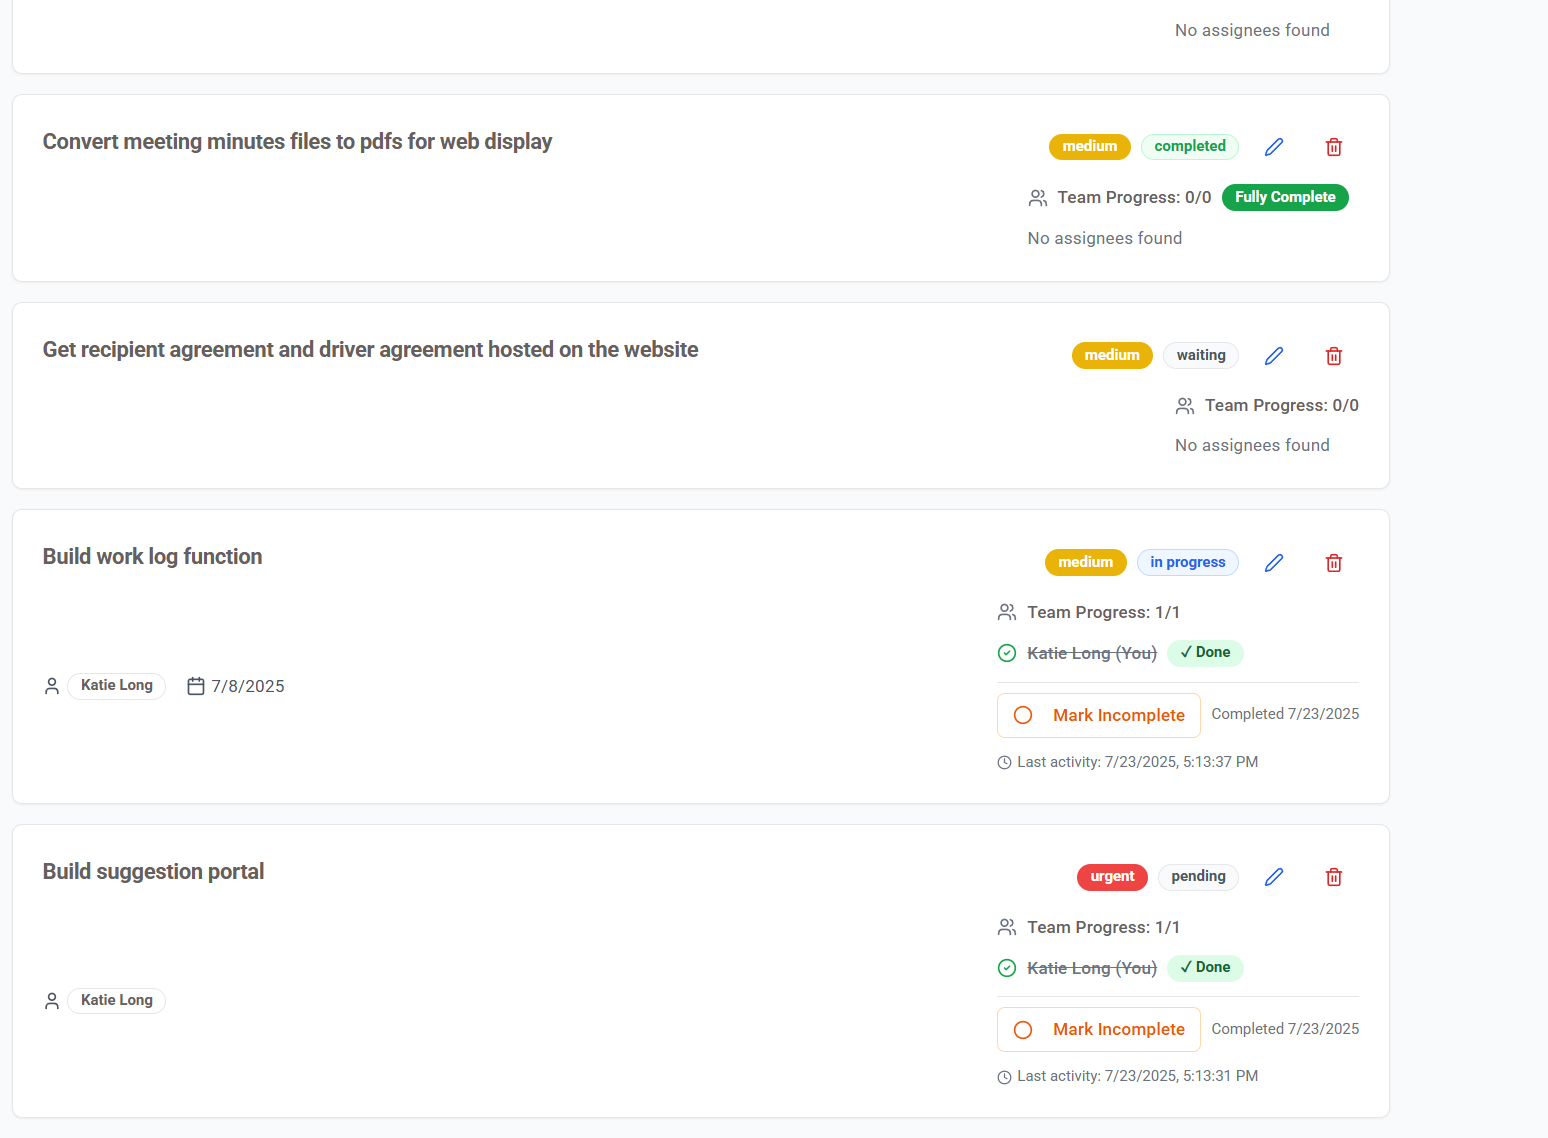 No assignees found
Convert meeting minutes files to pdfs for web display
medium completed
Team Progress: 0/0 Fully Complete
No assignees found
Get recipient agreement and driver agreement hosted on the website
medium waiting
Team Progress: 0/0
No assignees found
Build work log function
medium in progress
Team Progress: 1/1
Katie Long (You) ✓ Done
Katie Long 7/8/2025
Mark Incomplete Completed 7/23/2025
Last activity: 7/23/2025, 5:13:37 PM
Build suggestion portal
urgent pending
Team Progress: 1/1
Katie Long (You) ✓ Done
Katie Long
Mark Incomplete Completed 7/23/2025
Last activity: 7/23/2025, 5:13:31 PM